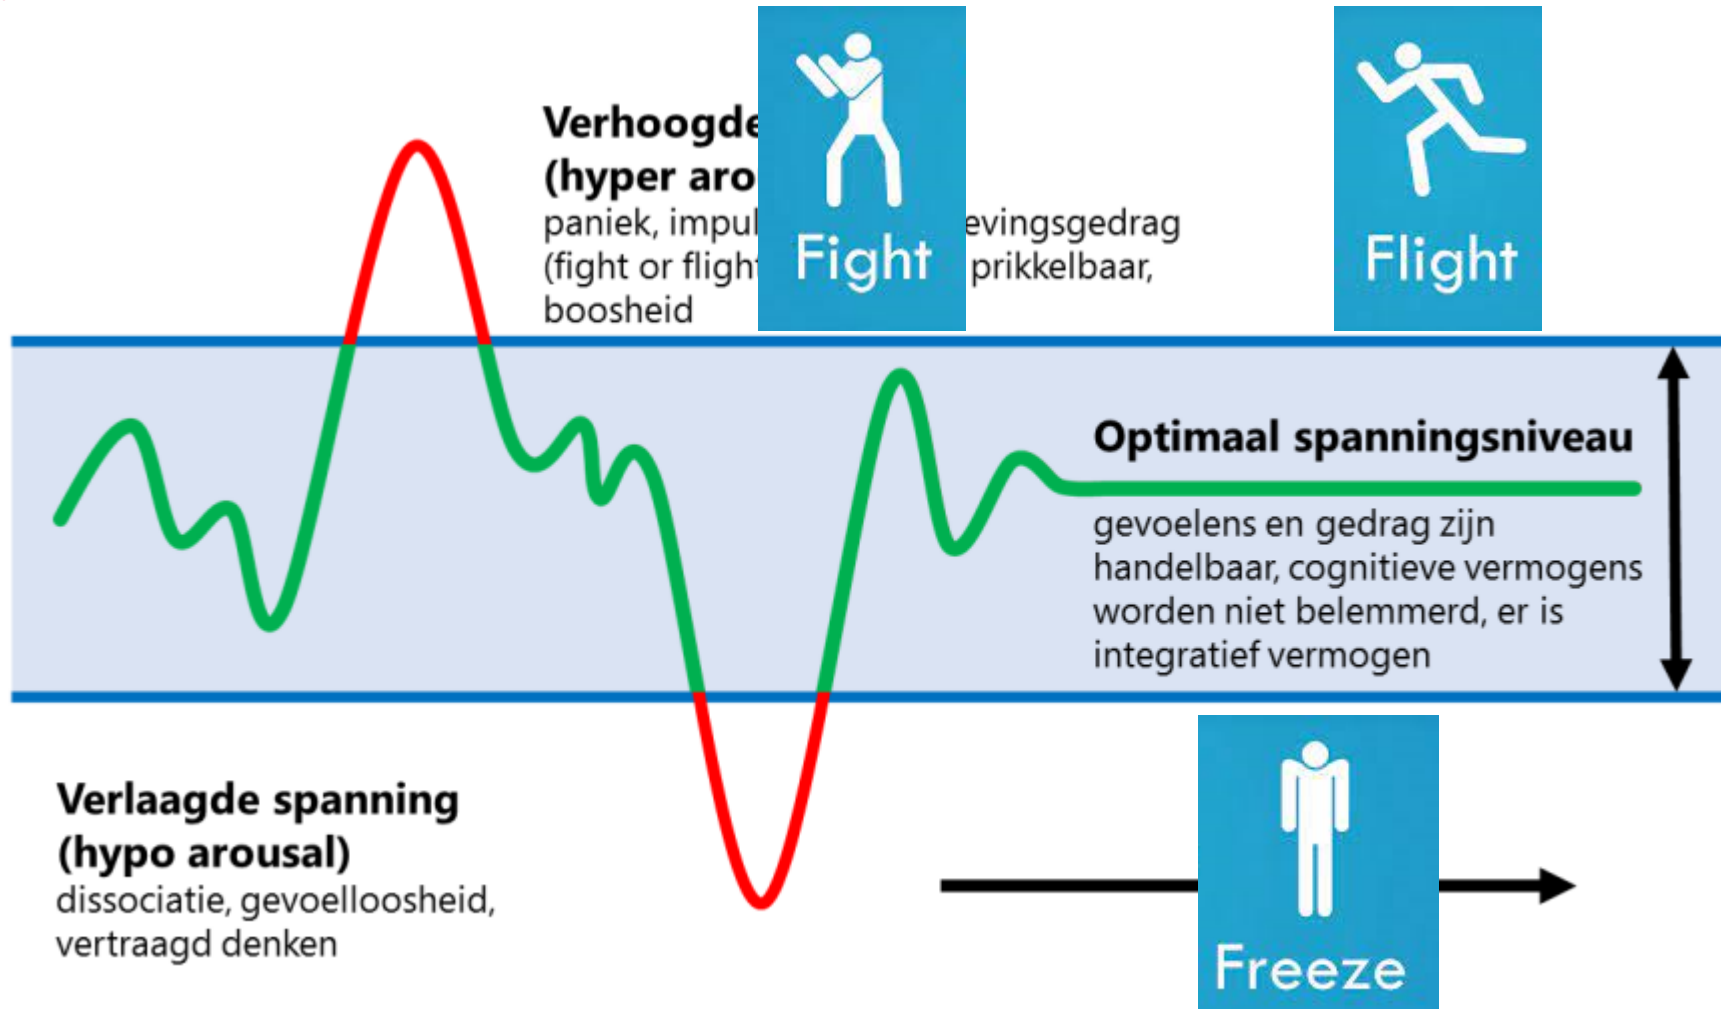 Verhoogde
(hyper aro
paniek, impul evingsgedrag
(fight or flight prikkelbaar,
boosheid
Fight
Flight
Optimaal spanningsniveau
gevoelens en gedrag zijn
handelbaar, cognitieve vermogens
worden niet belemmerd, er is
integratief vermogen
Verlaagde spanning
(hypo arousal)
dissociatie, gevoelloosheid,
vertraagd denken
Freeze